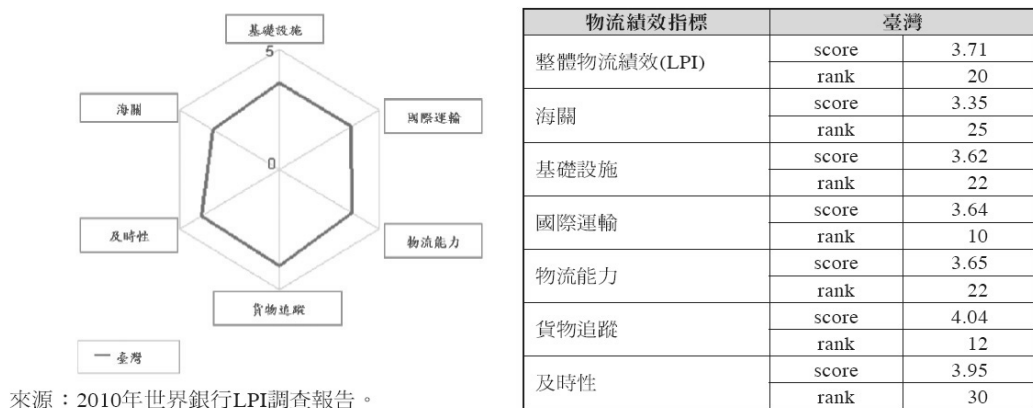 基礎設施
5
海關
國際運輸
0
及時性
物流能力
貨物追蹤
臺灣
來源：2010年世界銀行LPI調查報告。
物流績效指標 臺灣
整體物流績效(LPI) score 3.71
rank 20
海關 score 3.35
rank 25
基礎設施 score 3.62
rank 22
國際運輸 score 3.64
rank 10
物流能力 score 3.65
rank 22
貨物追蹤 score 4.04
rank 12
及時性 score 3.95
rank 30